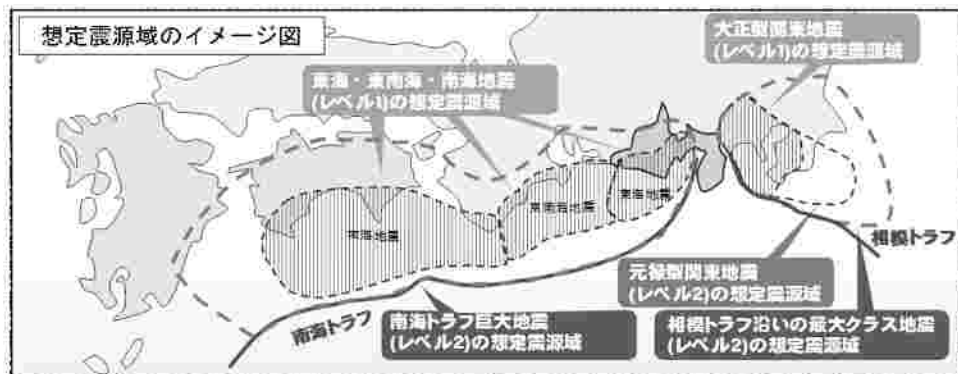 想定震源域のイメージ図
大正型関東地震
(レベル1)の想定震源域
東海・東南海・南海地震
(レベル1)の想定震源域
南海地震
東南海地震
東海地震
相模トラフ
元禄型関東地震
(レベル2)の想定震源域
南海トラフ
南海トラフ巨大地震
(レベル2)の想定震源域
相模トラフ沿いの最大クラス地震
(レベル2)の想定震源域